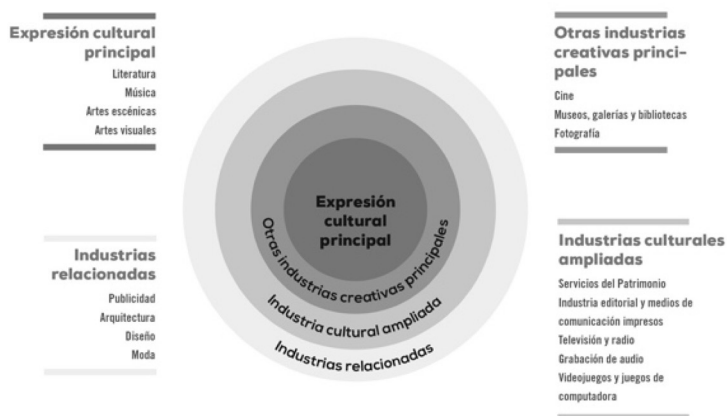 Expresión cultural
principal
Literatura
Música
Artes escénicas
Artes visuales
Otras industrias
creativas princi-
pales
Cine
Museos, galerías y bibliotecas
Fotografía
Expresión
cultural
principal
Otras industrias creativas principales
Industria cultural ampliada
Industrias relacionadas
Industrias
relacionadas
Publicidad
Arquitectura
Diseño
Moda
Industrias culturales
ampliadas
Servicios del Patrimonio
Industria editorial y medios de
comunicación impresos
Televisión y radio
Grabación de audio
Videojuegos y juegos de
computadora